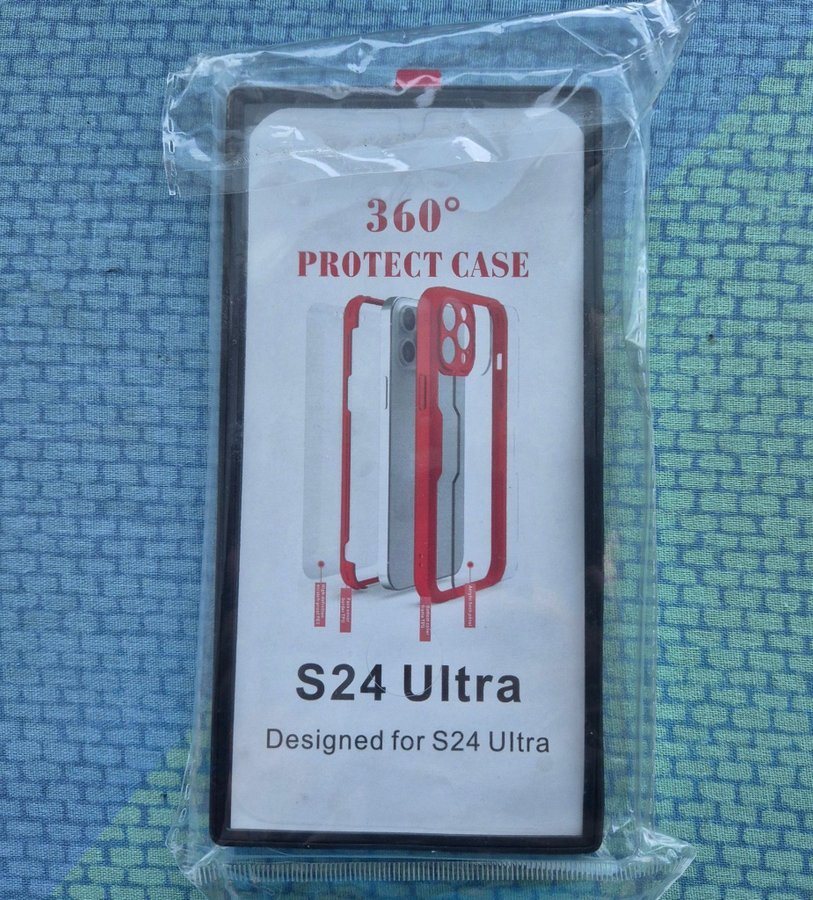 360°
PROTECT CASE
S24 Ultra
Designed for S24 Ultra